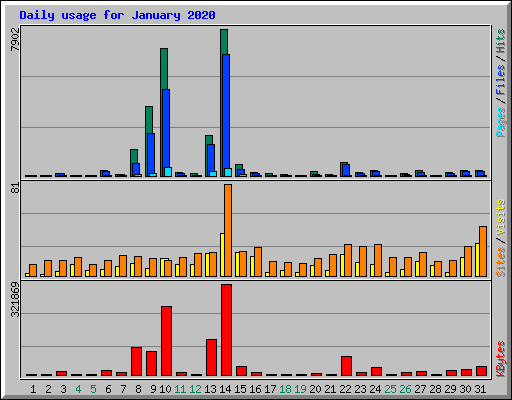 Daily usage for January 2020
7902
Pages / Files / Hits
81
Sites / Visits
321869
KBytes
1 2 3 4 5 6 7 8 9 10 11 12 13 14 15 16 17 18 19 20 21 22 23 24 25 26 27 28 29 30 31